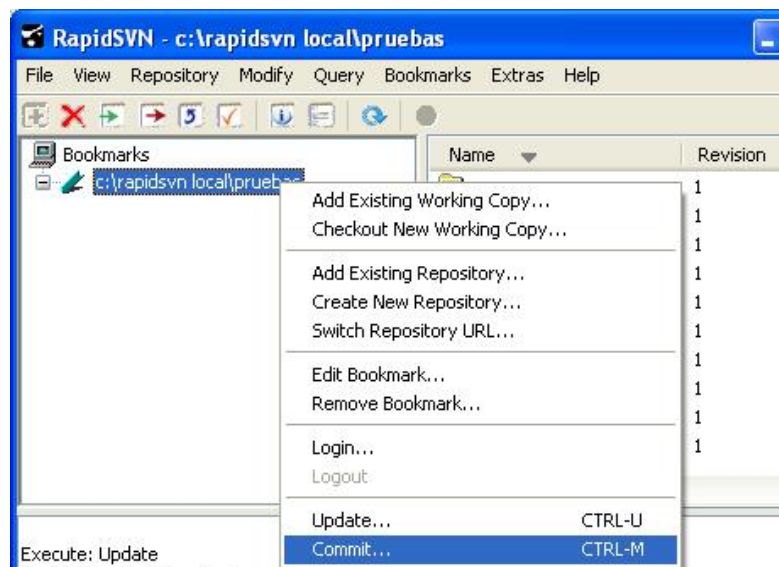 RapidSVN - c:\rapidsvn local\pruebas
File View Repository Modify Query Bookmarks Extras Help
Bookmarks
Name Revision
c:\rapidsvn local\pruebas
1
Add Existing Working Copy...
1
Checkout New Working Copy...
1
Add Existing Repository...
1
Create New Repository...
1
Switch Repository URL...
1
Edit Bookmark...
1
Remove Bookmark...
1
1
Login...
1
Logout
Update... CTRL-U
Execute: Update
Commit... CTRL-M